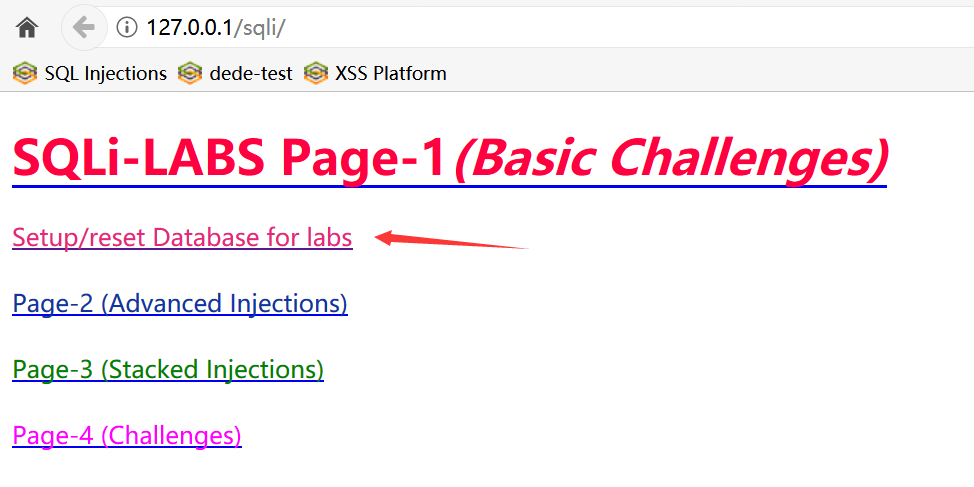 127.0.0.1/sqli/
SQL Injections dede-test XSS Platform
SQLi-LABS Page-1(Basic Challenges)
Setup/reset Database for labs
Page-2 (Advanced Injections)
Page-3 (Stacked Injections)
Page-4 (Challenges)